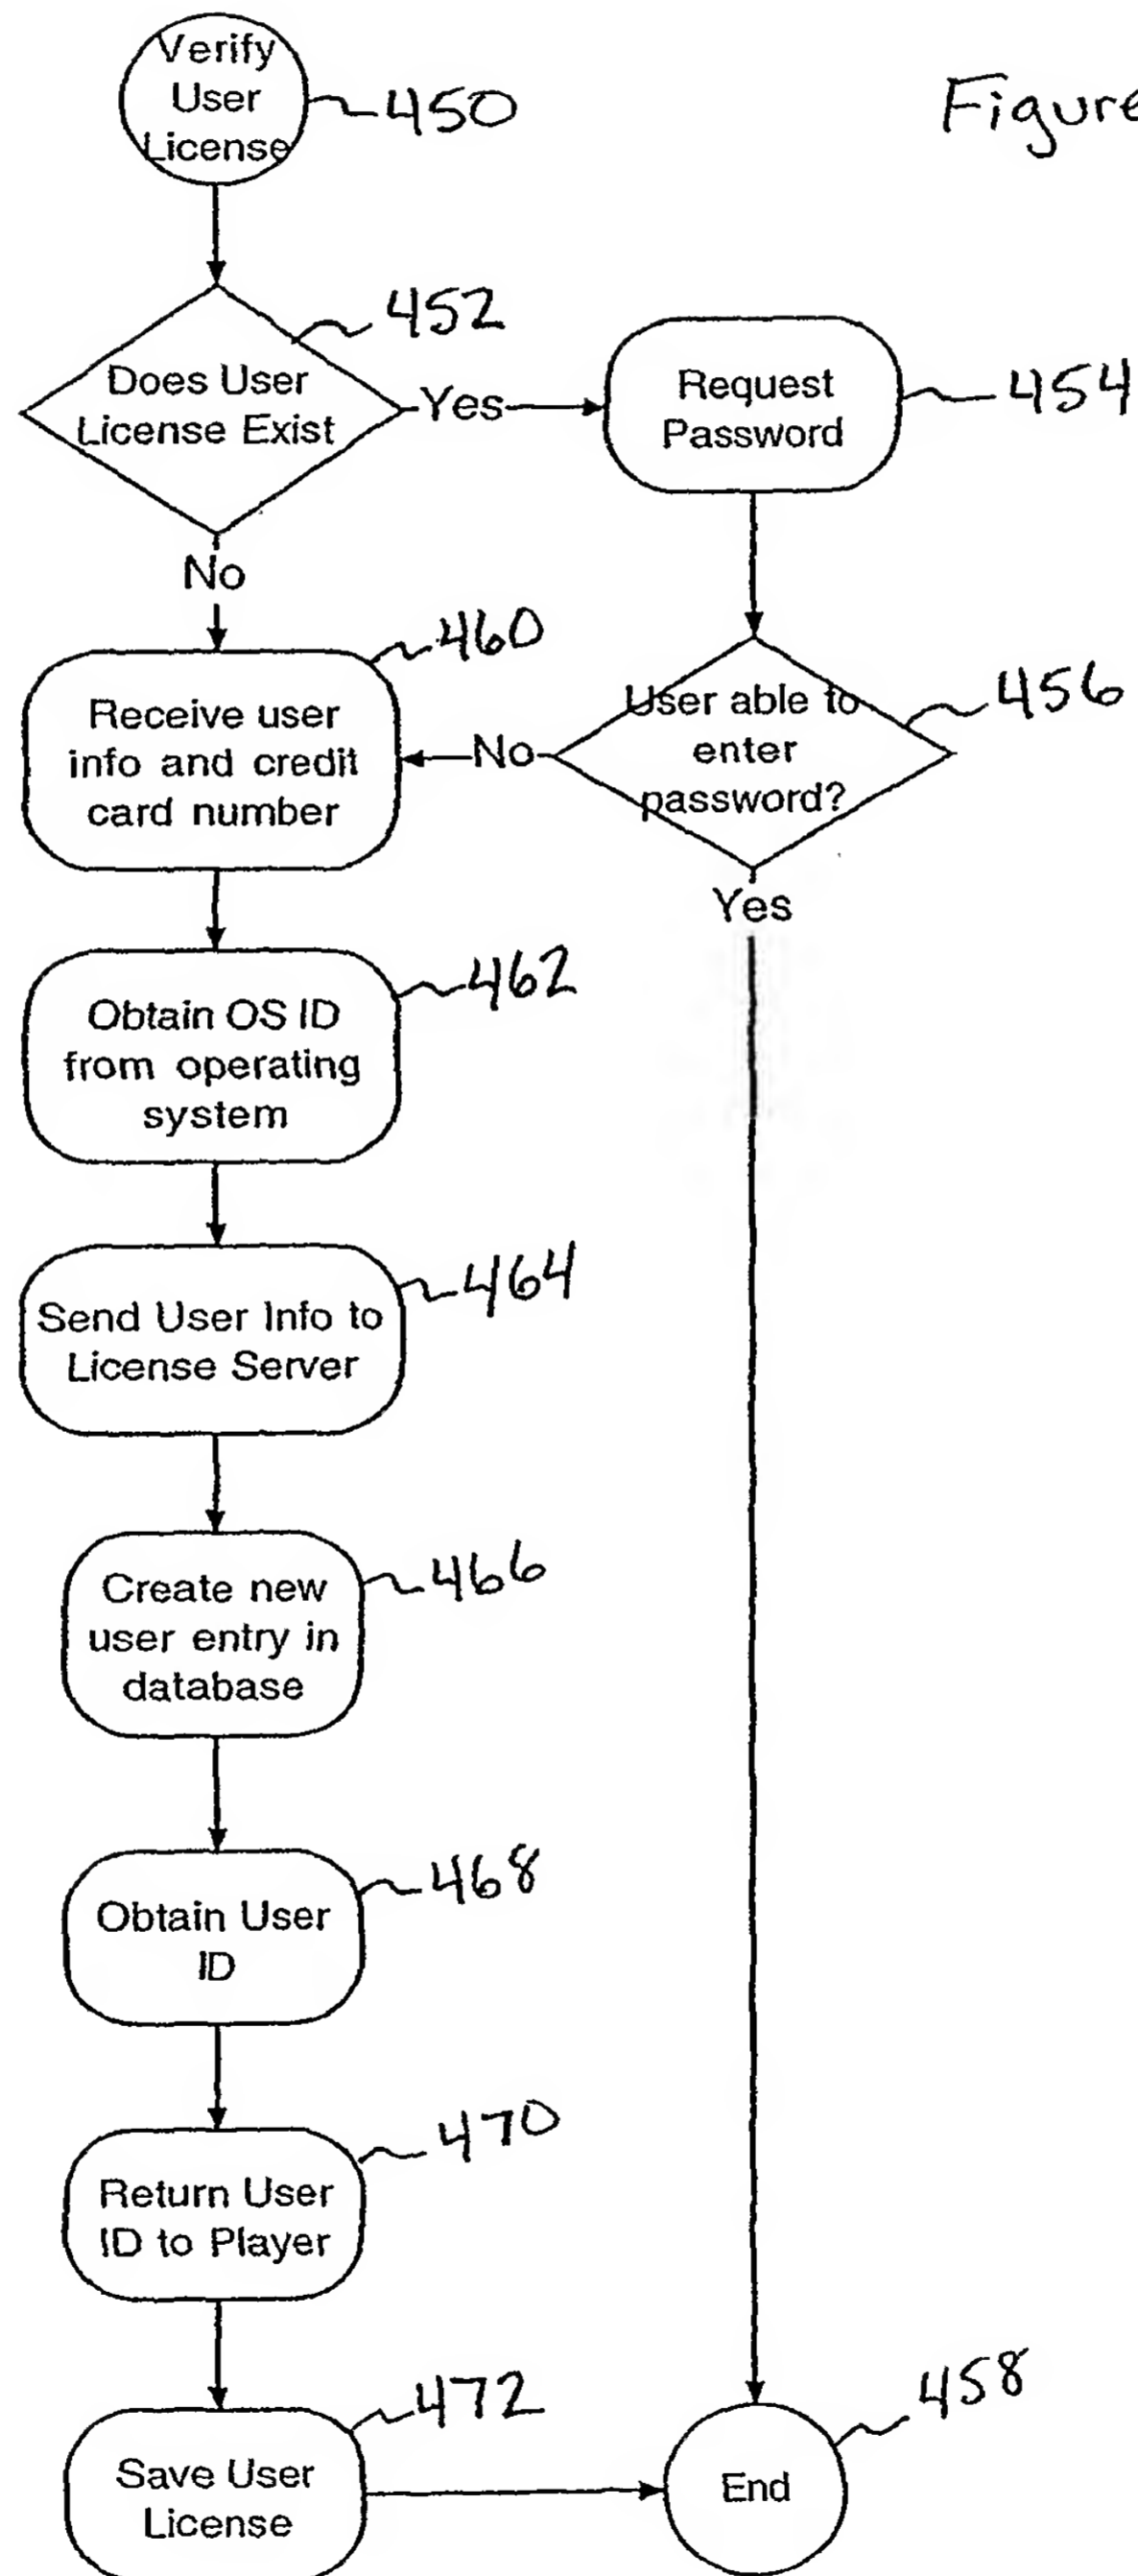 Verify
User
License
450
Figure
452
Does User
License Exist
Yes
Request
Password
454
No
460
Receive user
info and credit
card number
No
User able to
enter
password?
456
Yes
Obtain OS ID
from operating
system
462
Send User Info to
License Server
464
Create new
user entry in
database
466
Obtain User
ID
468
Return User
ID to Player
470
Save User
License
472
End
458